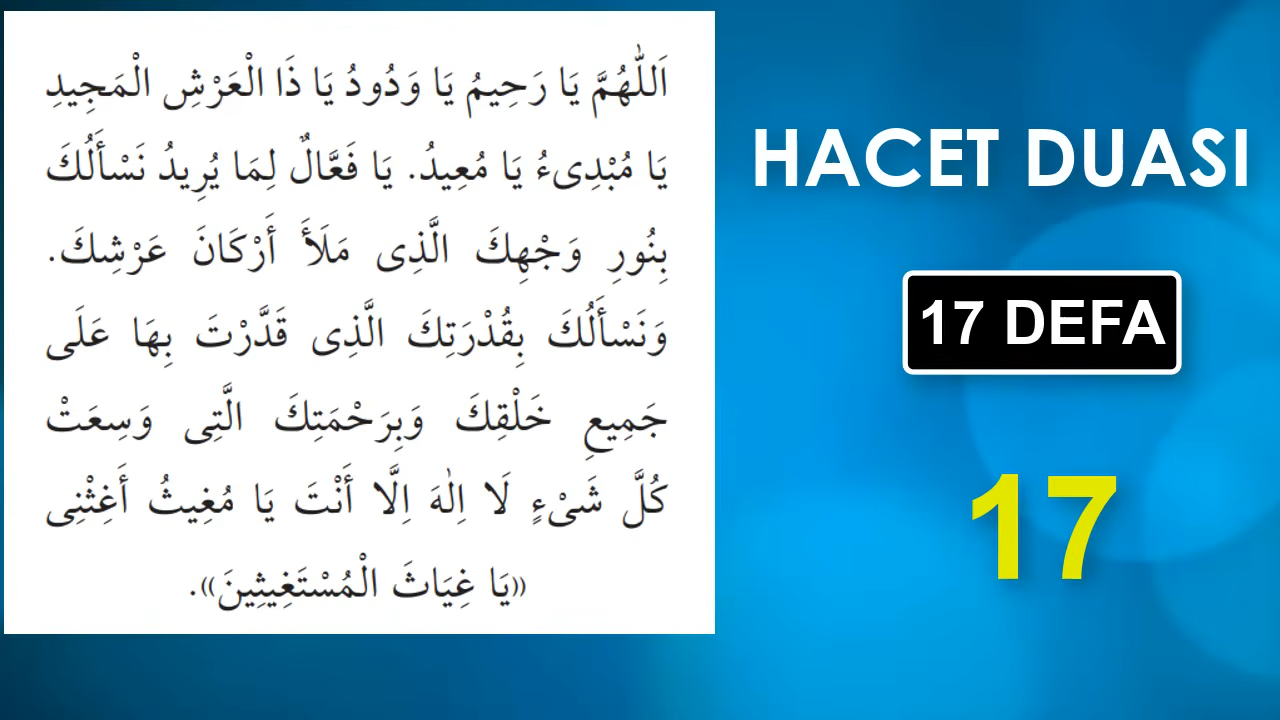 اَللّٰهُمَّ يَا رَحِيمُ يَا وَدُودُ يَا ذَا الْعَرْشِ الْمَجِيدِ
يَا مُبْدِىءُ يَا مُعِيدُ. يَا فَعَّالٌ لِمَا يُرِيدُ نَسْأَلُكَ
بِنُورِ وَجْهِكَ الَّذِى مَلَأَ أَرْكَانَ عَرْشِكَ.
وَنَسْأَلُكَ بِقُدْرَتِكَ الَّذِى قَدَّرْتَ بِهَا عَلَى
جَمِيعِ خَلْقِكَ وَبِرَحْمَتِكَ الَّتِى وَسِعَتْ
كُلَّ شَىْءٍ لَا اِلٰهَ اِلَّا أَنْتَ يَا مُغِيثُ أَغِثْنِى
«يَا غِيَاثَ الْمُسْتَغِيثِينَ».
HACET DUASI
17 DEFA
17